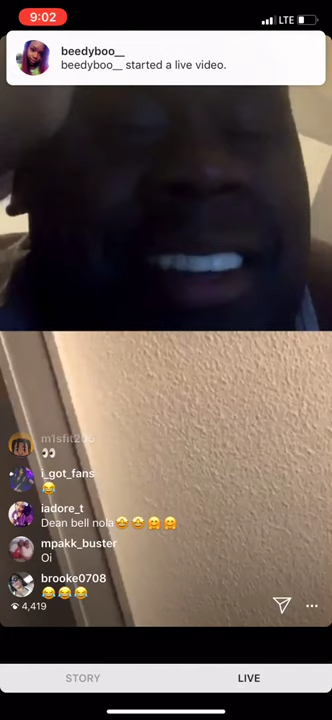 9:02
LTE
beedyboo__
beedyboo__ started a live video.
m1sfit206
👀
i_got_fans
😂
iadore_t
Dean bell nola🤩🤩🤗🤗
mpakk_buster
Oi
brooke0708
😂😂😂
4,419
STORY
LIVE